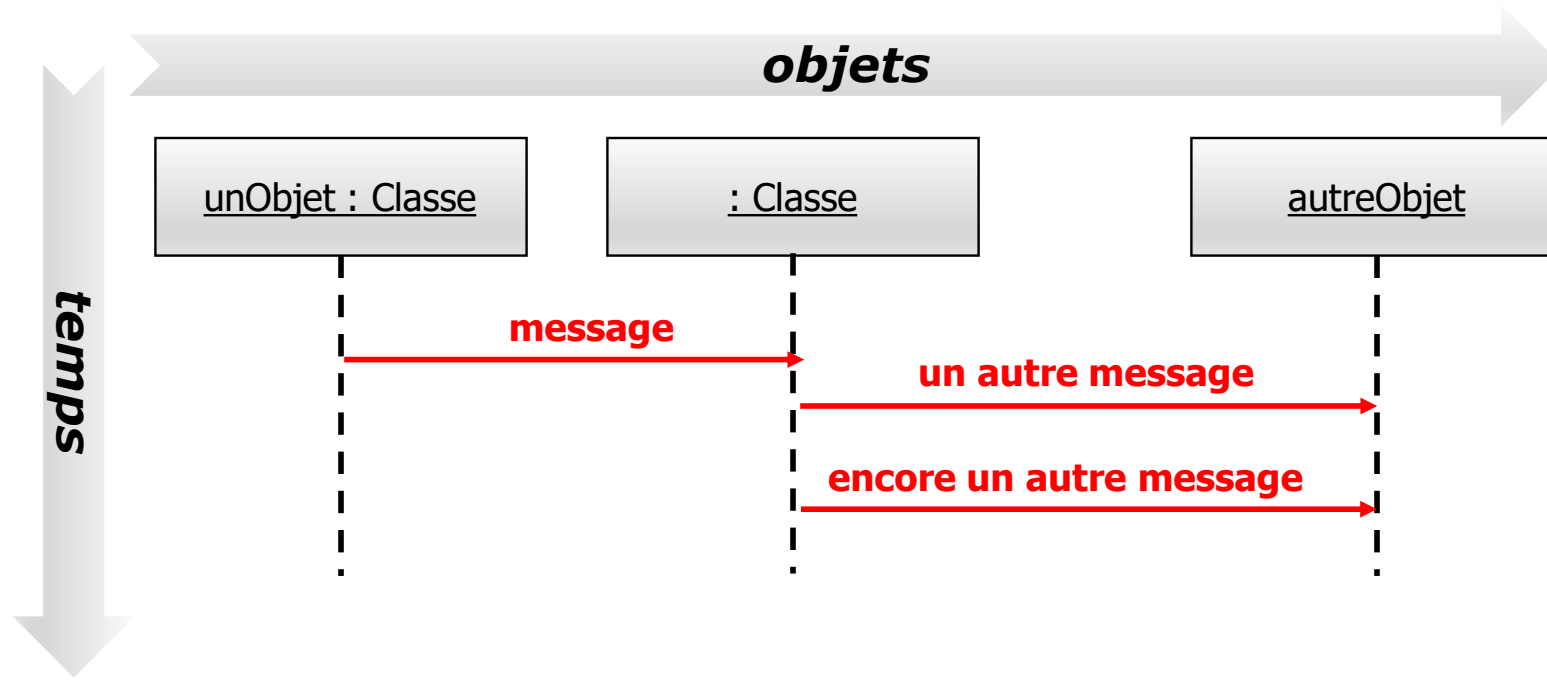 objets
unObjet : Classe
: Classe
autreObjet
temps
message
un autre message
encore un autre message